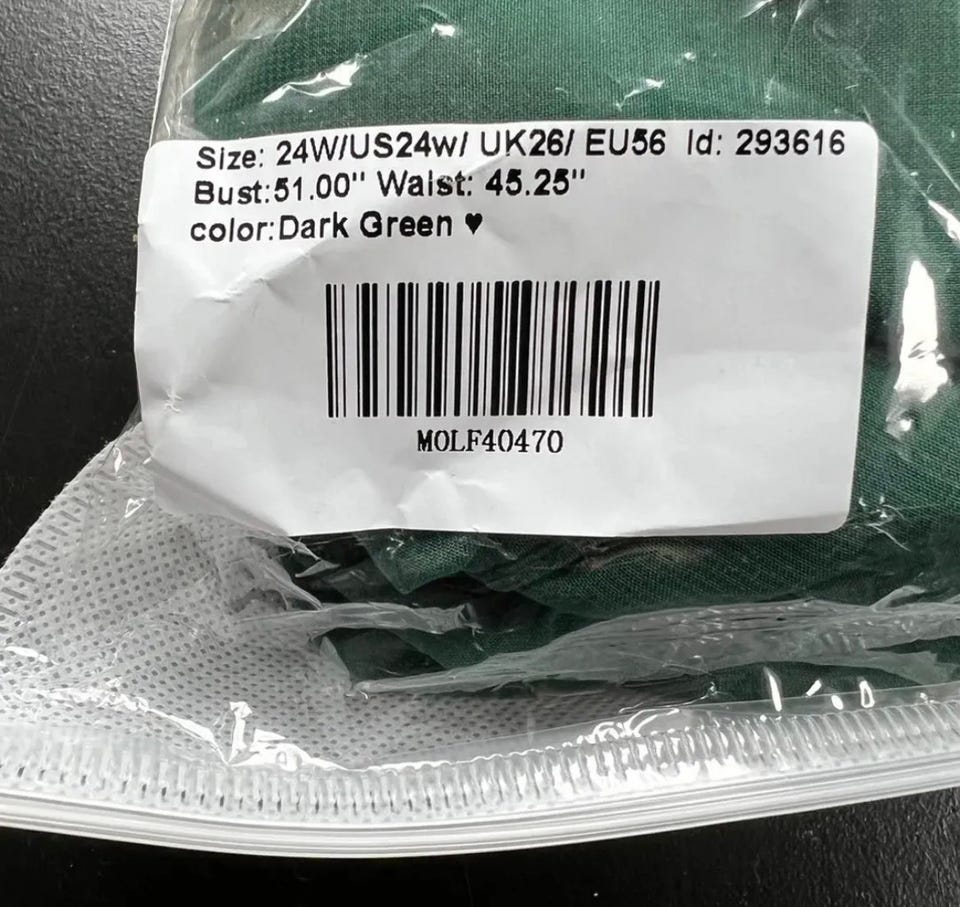 Size: 24W/US24w/ UK26/ EU56 Id: 293616
Bust:51.00" Waist: 45.25"
color:Dark Green ♥
MOLF40470